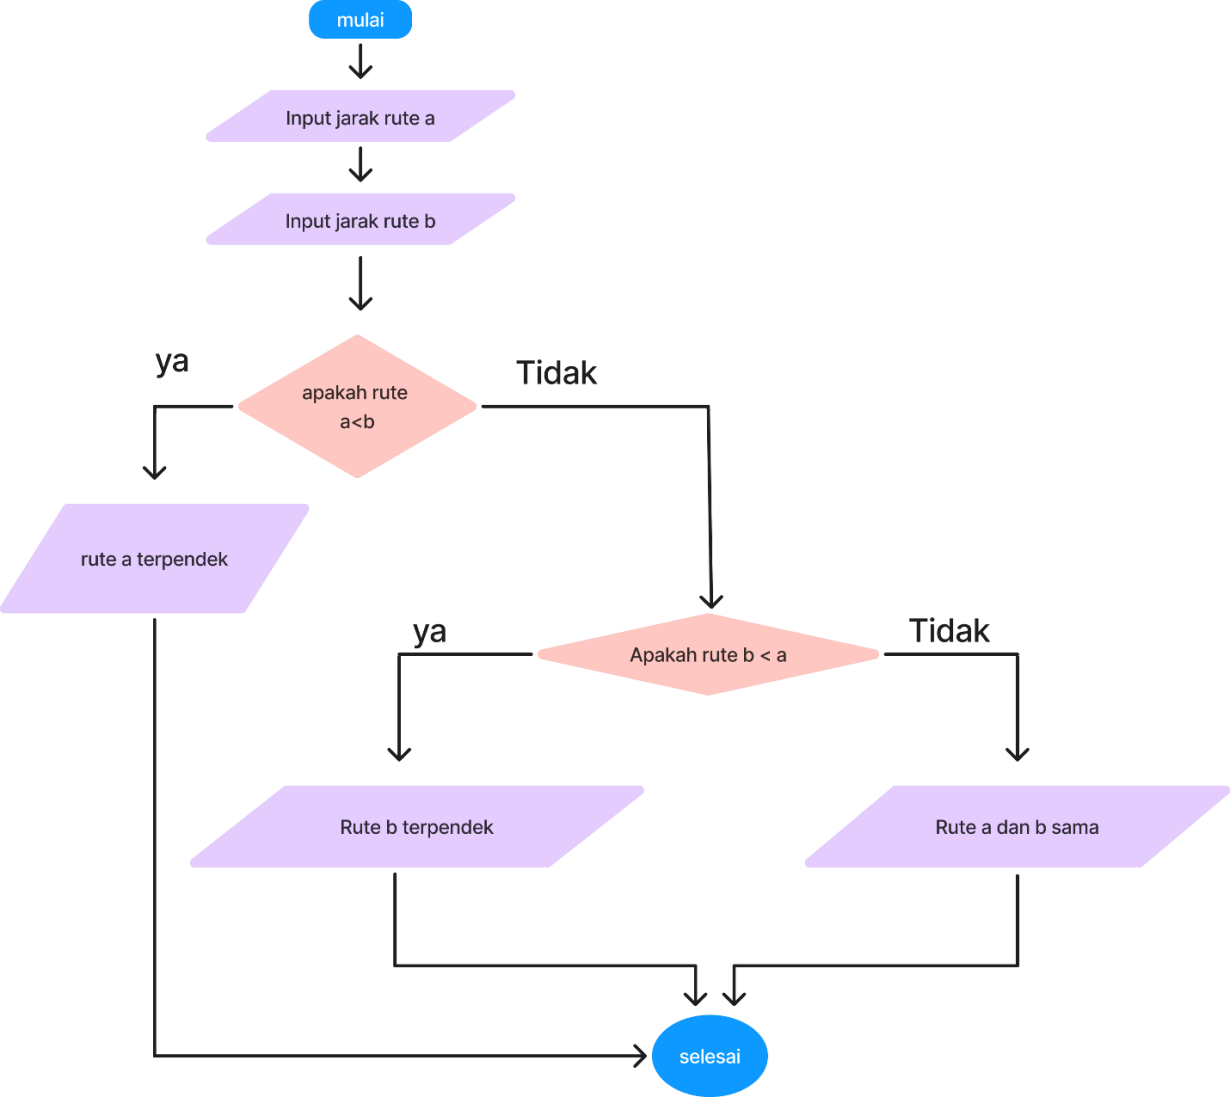 mulai
Input jarak rute a
Input jarak rute b
ya
Tidak
apakah rute
a<b
rute a terpendek
ya
Tidak
Apakah rute b < a
Rute b terpendek
Rute a dan b sama
selesai